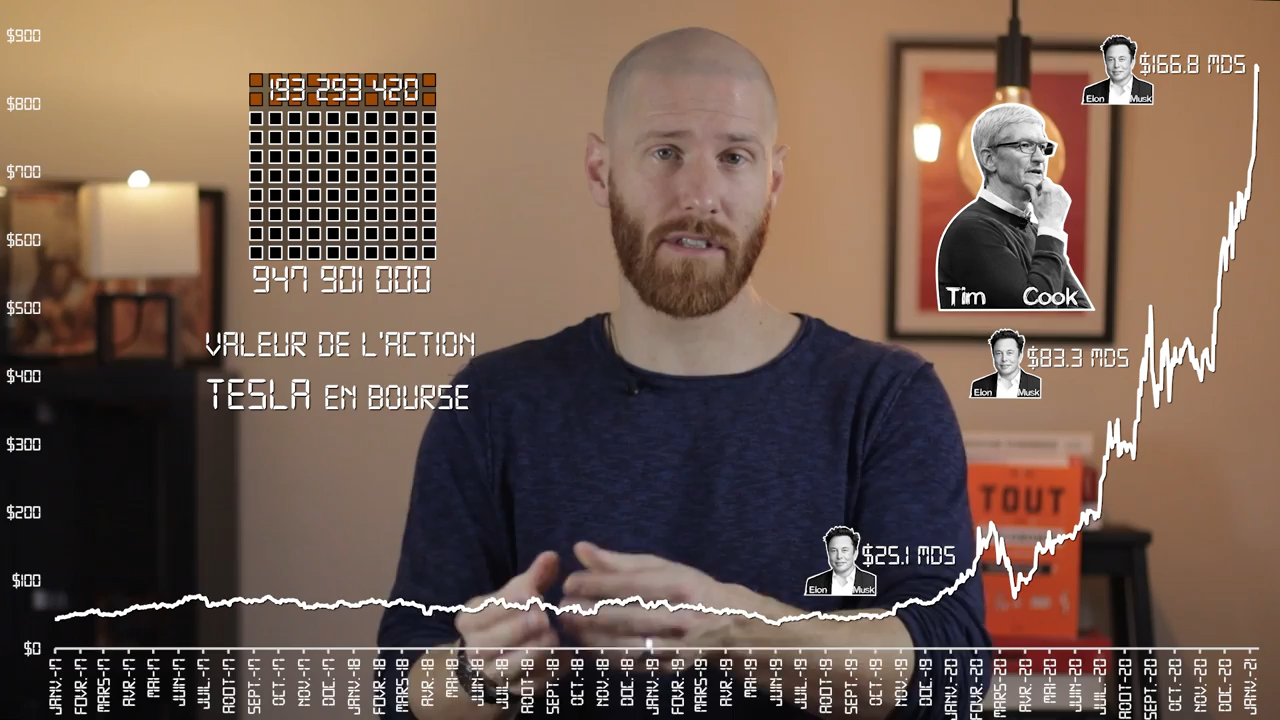 $900
$800
$700
$600
$500
$400
$300
$200
$100
$0
193 293 420
947 901 000
VALEUR DE L'ACTION
TESLA EN BOURSE
Elon Musk
$166.8 MDS
Tim Cook
Elon Musk
$83.3 MDS
Elon Musk
$25.1 MDS
TOUT
JANV.-17
FÉVR.-17
MARS-17
AVR.-17
MAI-17
JUIN-17
JUIL.-17
AOUT-17
SEPT.-17
OCT.-17
NOV.-17
DEC.-17
JANV.-18
FÉVR.-18
MARS-18
AVR.-18
MAI-18
JUIN-18
JUIL.-18
AOUT-18
SEPT.-18
OCT.-18
NOV.-18
DEC.-18
JANV.-19
FÉVR.-19
MARS-19
AVR.-19
MAI-19
JUIN-19
JUIL.-19
AOUT-19
SEPT.-19
OCT.-19
NOV.-19
DEC.-19
JANV.-20
FÉVR.-20
MARS-20
AVR.-20
MAI-20
JUIN-20
JUIL.-20
AOUT-20
SEPT.-20
OCT.-20
NOV.-20
DEC.-20
JANV.-21